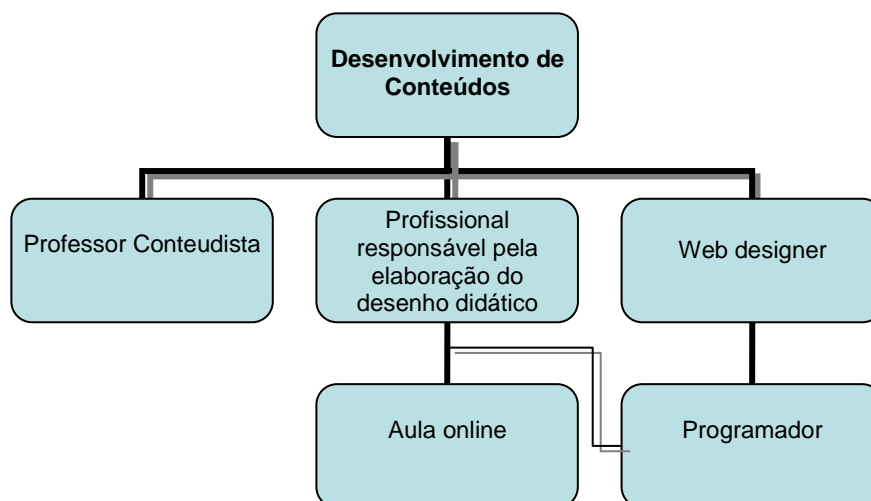 Desenvolvimento de
Conteúdos
Professor Conteudista
Profissional
responsável pela
elaboração do
desenho didático
Web designer
Aula online
Programador